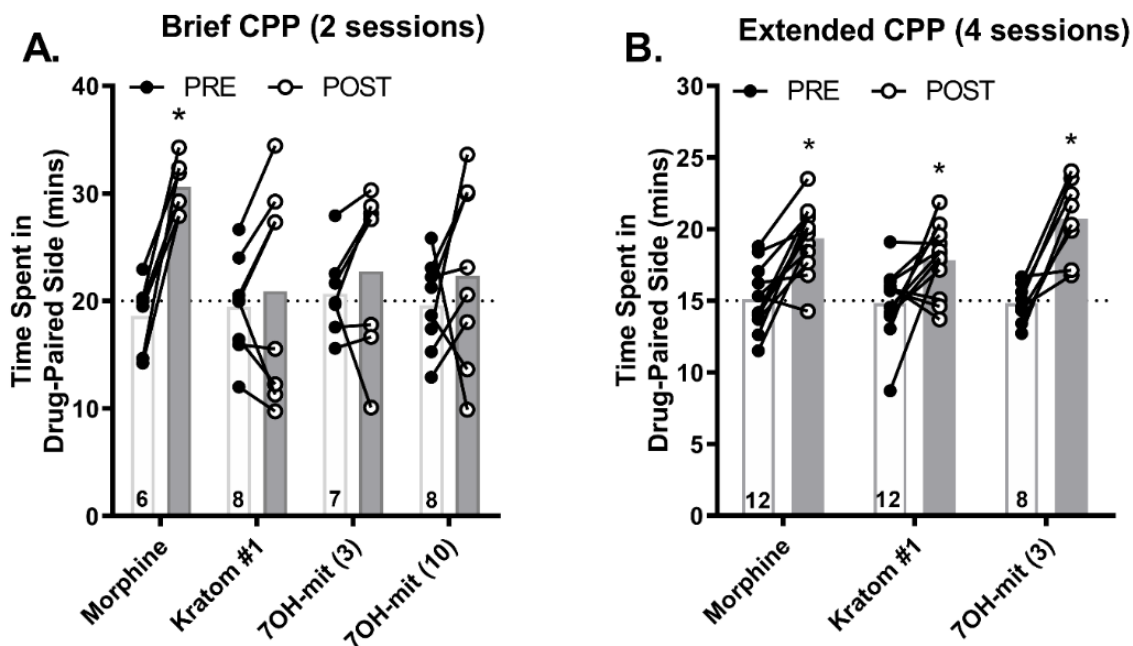 A.
Brief CPP (2 sessions)
PRE
POST
Time Spent in
Drug-Paired Side (mins)
40
30
20
10
0
*
6
8
7
8
Morphine
Kratom #1
7OH-mit (3)
7OH-mit (10)
B.
Extended CPP (4 sessions)
PRE
POST
Time Spent in
Drug-Paired Side (mins)
30
25
20
15
10
5
0
*
*
*
12
12
8
Morphine
Kratom #1
7OH-mit (3)